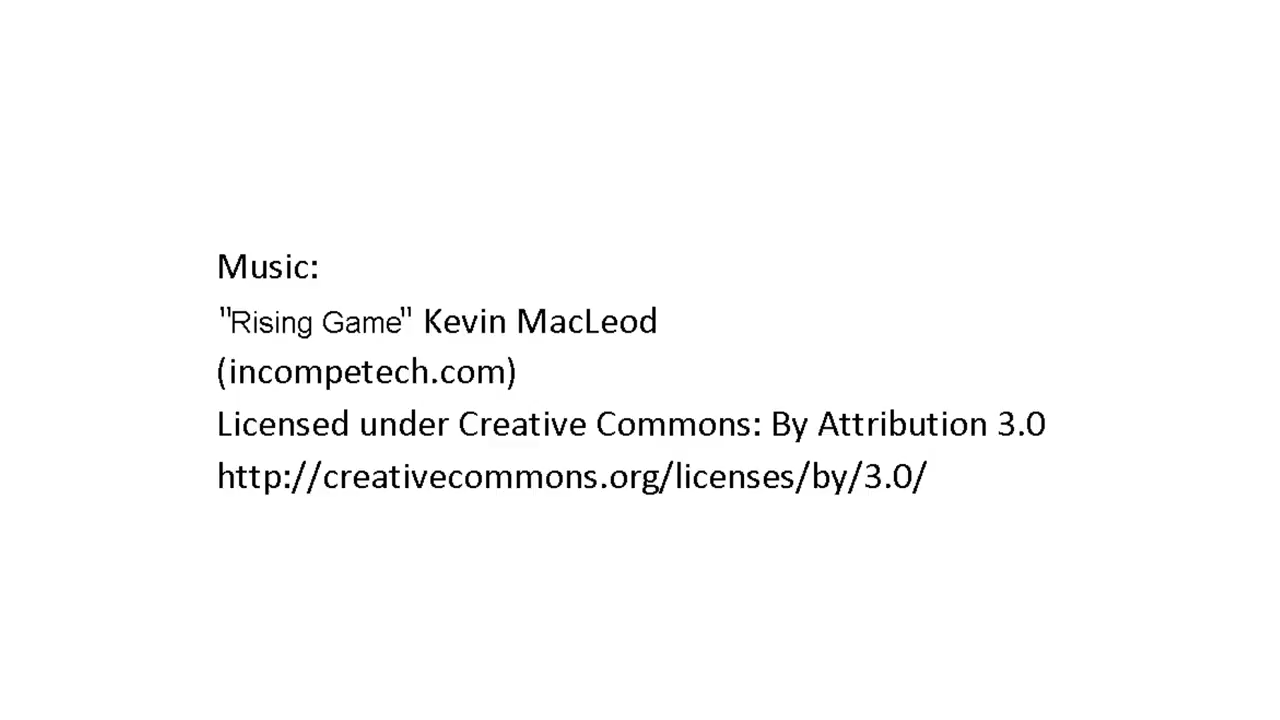 Music:
"Rising Game" Kevin MacLeod
(incompetech.com)
Licensed under Creative Commons: By Attribution 3.0
http://creativecommons.org/licenses/by/3.0/